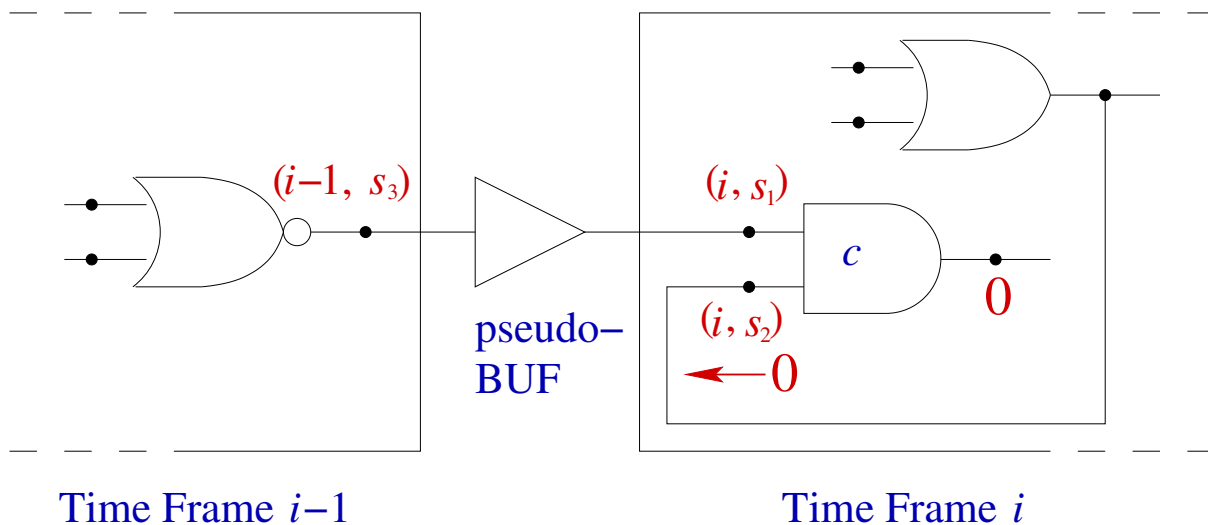 (i−1, s₃)
(i, s₁)
c
0
(i, s₂)
0
pseudo−
BUF
Time Frame i−1
Time Frame i